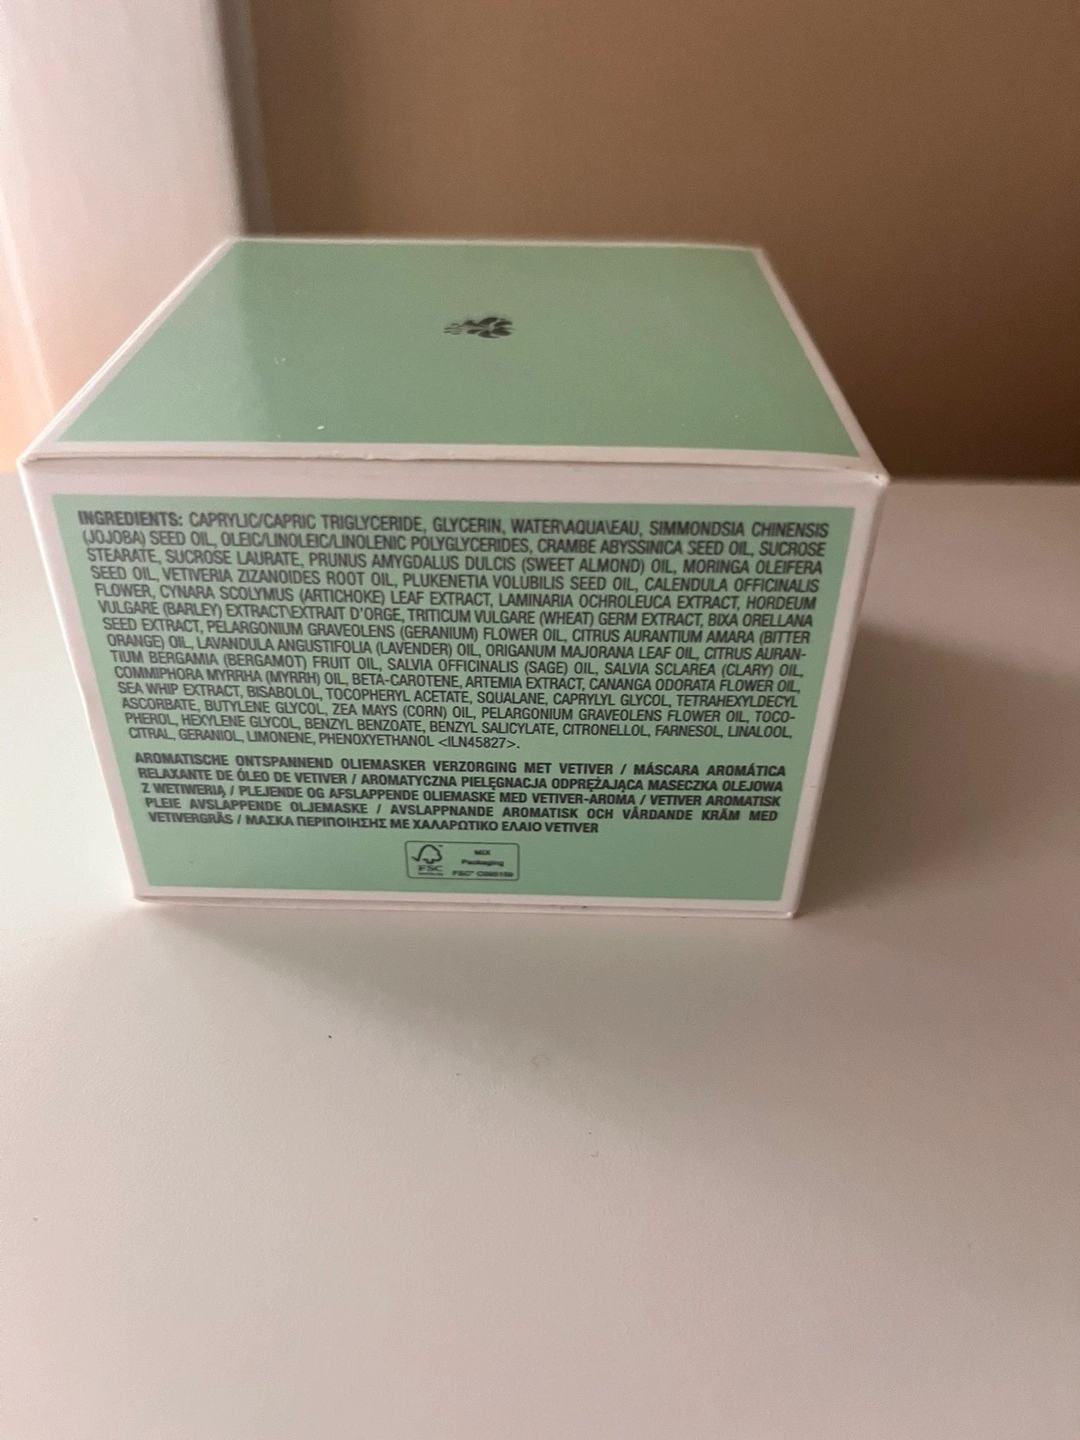 INGREDIENTS: CAPRYLIC/CAPRIC TRIGLYCERIDE, GLYCERIN, WATER\AQUA\EAU, SIMMONDSIA CHINENSIS
(JOJOBA) SEED OIL, OLEIC/LINOLEIC/LINOLENIC POLYGLYCERIDES, CRAMBE ABYSSINICA SEED OIL, SUCROSE
STEARATE, SUCROSE LAURATE, PRUNUS AMYGDALUS DULCIS (SWEET ALMOND) OIL, MORINGA OLEIFERA
SEED OIL, VETIVERIA ZIZANOIDES ROOT OIL, PLUKENETIA VOLUBILIS SEED OIL, CALENDULA OFFICINALIS
FLOWER, CYNARA SCOLYMUS (ARTICHOKE) LEAF EXTRACT, LAMINARIA OCHROLEUCA EXTRACT, HORDEUM
VULGARE (BARLEY) EXTRACT\EXTRAIT D'ORGE, TRITICUM VULGARE (WHEAT) GERM EXTRACT, BIXA ORELLANA
SEED EXTRACT, PELARGONIUM GRAVEOLENS (GERANIUM) FLOWER OIL, CITRUS AURANTIUM AMARA (BITTER
ORANGE) OIL, LAVANDULA ANGUSTIFOLIA (LAVENDER) OIL, ORIGANUM MAJORANA LEAF OIL, CITRUS AURAN-
TIUM BERGAMIA (BERGAMOT) FRUIT OIL, SALVIA OFFICINALIS (SAGE) OIL, SALVIA SCLAREA (CLARY) OIL,
COMMIPHORA MYRRHA (MYRRH) OIL, BETA-CAROTENE, ARTEMIA EXTRACT, CANANGA ODORATA FLOWER OIL,
SEA WHIP EXTRACT, BISABOLOL, TOCOPHERYL ACETATE, SQUALANE, CAPRYLYL GLYCOL, TETRAHEXYLDECYL
ASCORBATE, BUTYLENE GLYCOL, ZEA MAYS (CORN) OIL, PELARGONIUM GRAVEOLENS FLOWER OIL, TOCO-
PHEROL, HEXYLENE GLYCOL, BENZYL BENZOATE, BENZYL SALICYLATE, CITRONELLOL, FARNESOL, LINALOOL,
CITRAL, GERANIOL, LIMONENE, PHENOXYETHANOL <ILN45827>.
AROMATISCHE ONTSPANNEND OLIEMASKER VERZORGING MET VETIVER / MÁSCARA AROMÁTICA
RELAXANTE DE ÓLEO DE VETIVER / AROMATYCZNA PIELĘGNACJA ODPRĘŻAJĄCA MASECZKA OLEJOWA
Z WETIWERIĄ / PLEJENDE OG AFSLAPPENDE OLIEMASKE MED VETIVER-AROMA / VETIVER AROMATISK
PLEIE AVSLAPPENDE OLJEMASKE / AVSLAPPNANDE AROMATISK OCH VÅRDANDE KRÄM MED
VETIVERGRÄS / ΜΑΣΚΑ ΠΕΡΙΠΟΙΗΣΗΣ ΜΕ ΧΑΛΑΡΩΤΙΚΟ ΕΛΑΙΟ VETIVER
FSC
MIX
Packaging